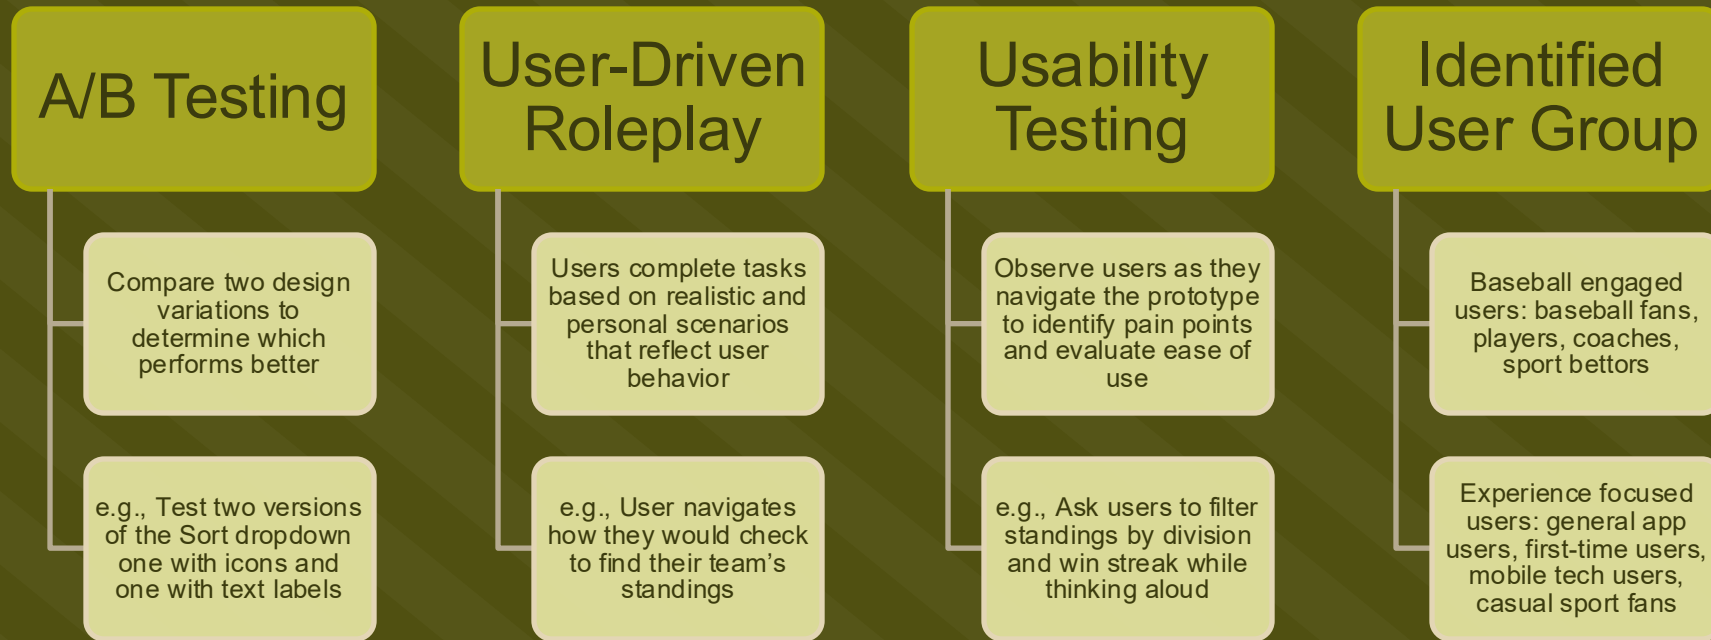 A/B Testing
Compare two design
variations to
determine which
performs better
e.g., Test two versions
of the Sort dropdown
one with icons and
one with text labels
User-Driven
Roleplay
Users complete tasks
based on realistic and
personal scenarios
that reflect user
behavior
e.g., User navigates
how they would check
to find their team’s
standings
Usability
Testing
Observe users as they
navigate the prototype
to identify pain points
and evaluate ease of
use
e.g., Ask users to filter
standings by division
and win streak while
thinking aloud
Identified
User Group
Baseball engaged
users: baseball fans,
players, coaches,
sport bettors
Experience focused
users: general app
users, first-time users,
mobile tech users,
casual sport fans